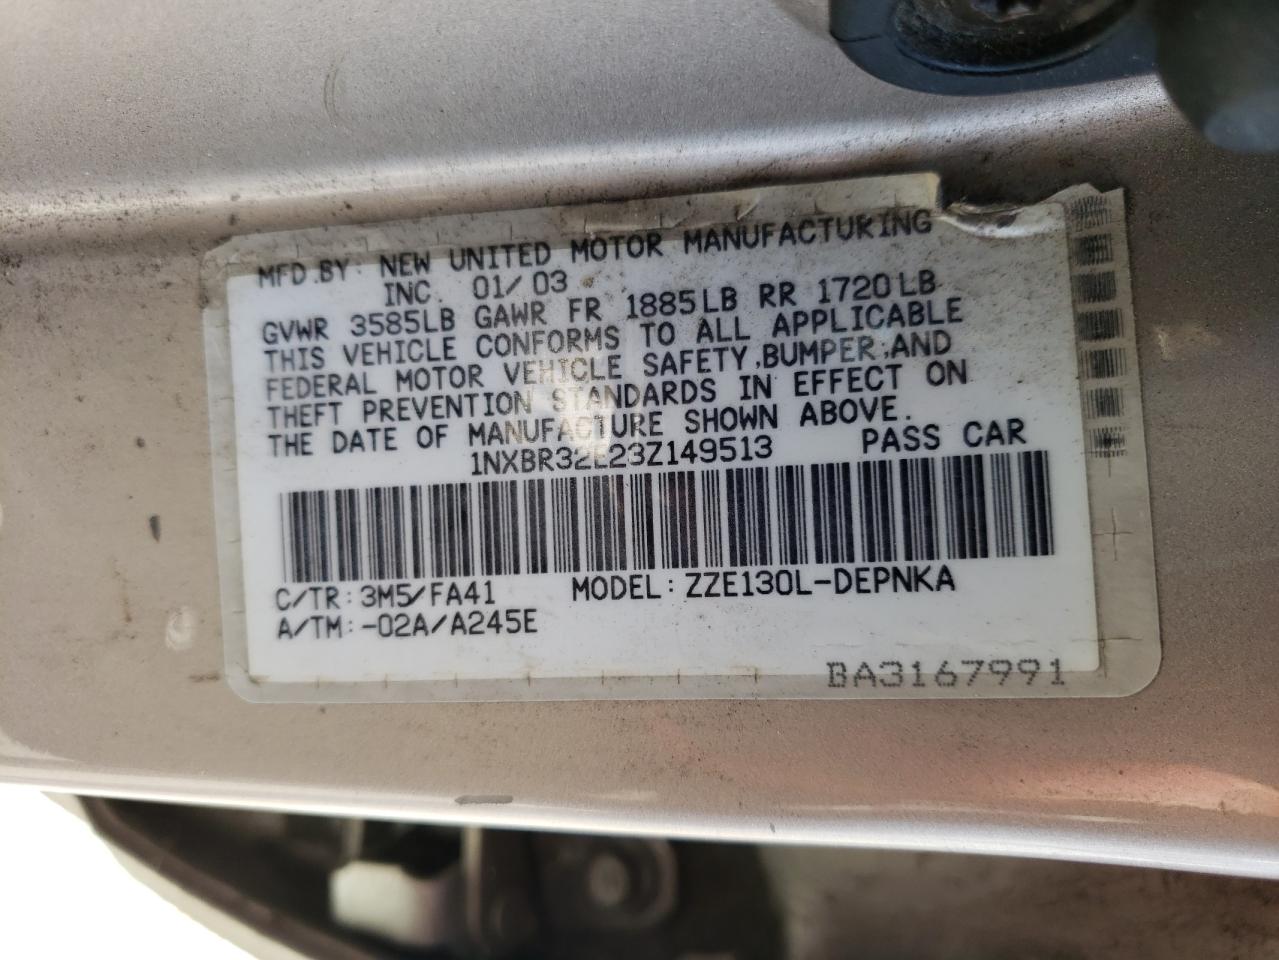 MFD.BY: NEW UNITED MOTOR MANUFACTURING
INC. 01/03
GVWR 3585LB GAWR FR 1885LB RR 1720LB
THIS VEHICLE CONFORMS TO ALL APPLICABLE
FEDERAL MOTOR VEHICLE SAFETY,BUMPER,AND
THEFT PREVENTION STANDARDS IN EFFECT ON
THE DATE OF MANUFACTURE SHOWN ABOVE.
1NXBR32E23Z149513 PASS CAR
C/TR:3M5/FA41 MODEL:ZZE130L-DEPNKA
A/TM:-02A/A245E
BA3167991